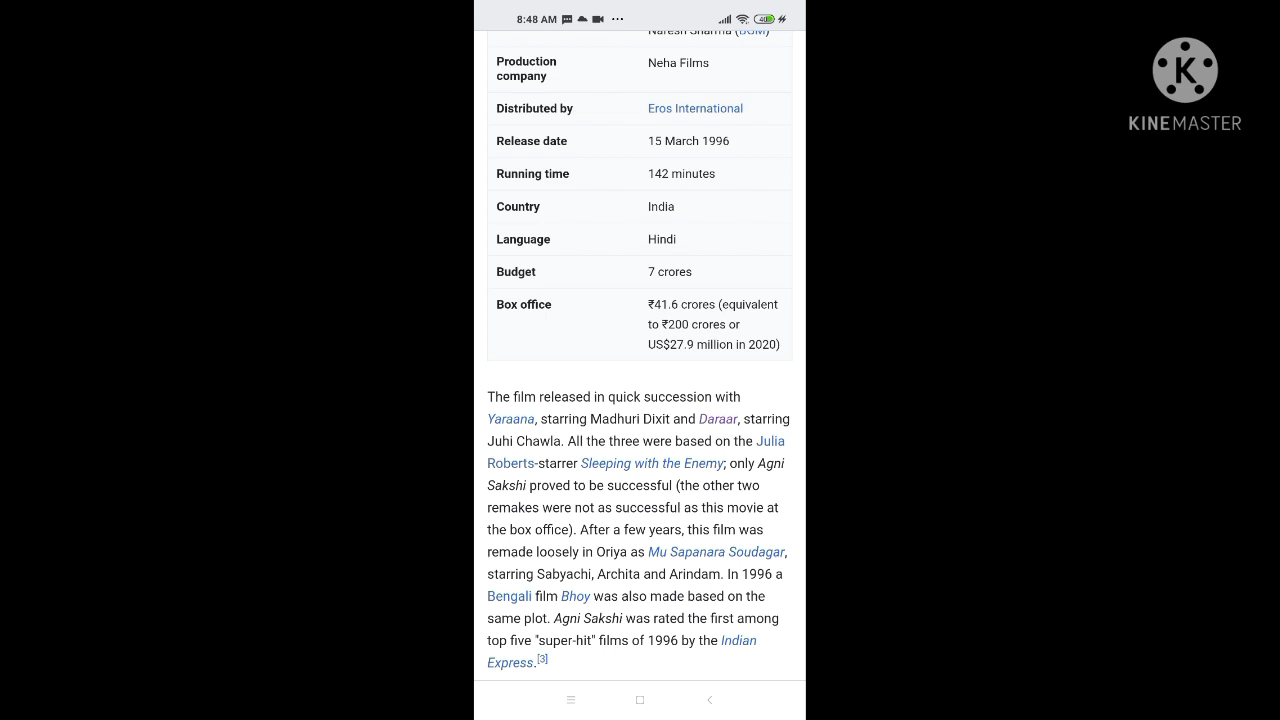 8:48 AM
40
Naresh Sharma (BGM)
Production
company
Neha Films
Distributed by
Eros International
Release date
15 March 1996
Running time
142 minutes
Country
India
Language
Hindi
Budget
7 crores
Box office
₹41.6 crores (equivalent
to ₹200 crores or
US$27.9 million in 2020)
The film released in quick succession with
Yaraana, starring Madhuri Dixit and Daraar, starring
Juhi Chawla. All the three were based on the Julia
Roberts-starrer Sleeping with the Enemy; only Agni
Sakshi proved to be successful (the other two
remakes were not as successful as this movie at
the box office). After a few years, this film was
remade loosely in Oriya as Mu Sapanara Soudagar,
starring Sabyachi, Archita and Arindam. In 1996 a
Bengali film Bhoy was also made based on the
same plot. Agni Sakshi was rated the first among
top five "super-hit" films of 1996 by the Indian
Express.[3]
K
KINEMASTER